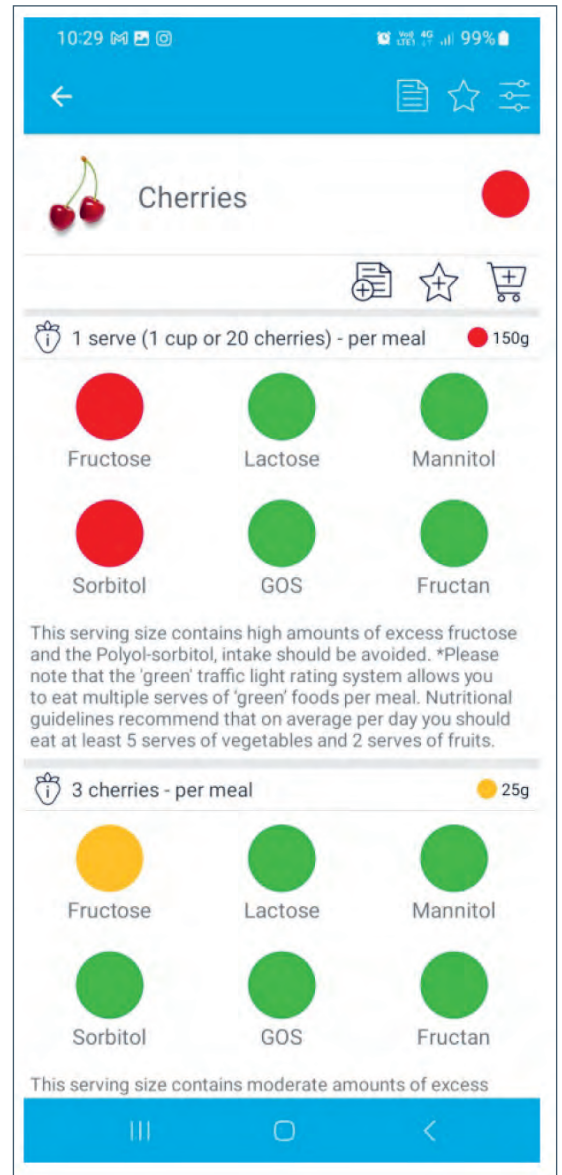 10:29
Vo) 4G 99%
LTE1
Cherries
1 serve (1 cup or 20 cherries) - per meal 150g
Fructose Lactose Mannitol
Sorbitol GOS Fructan
This serving size contains high amounts of excess fructose
and the Polyol-sorbitol, intake should be avoided. *Please
note that the 'green' traffic light rating system allows you
to eat multiple serves of 'green' foods per meal. Nutritional
guidelines recommend that on average per day you should
eat at least 5 serves of vegetables and 2 serves of fruits.
3 cherries - per meal 25g
Fructose Lactose Mannitol
Sorbitol GOS Fructan
This serving size contains moderate amounts of excess